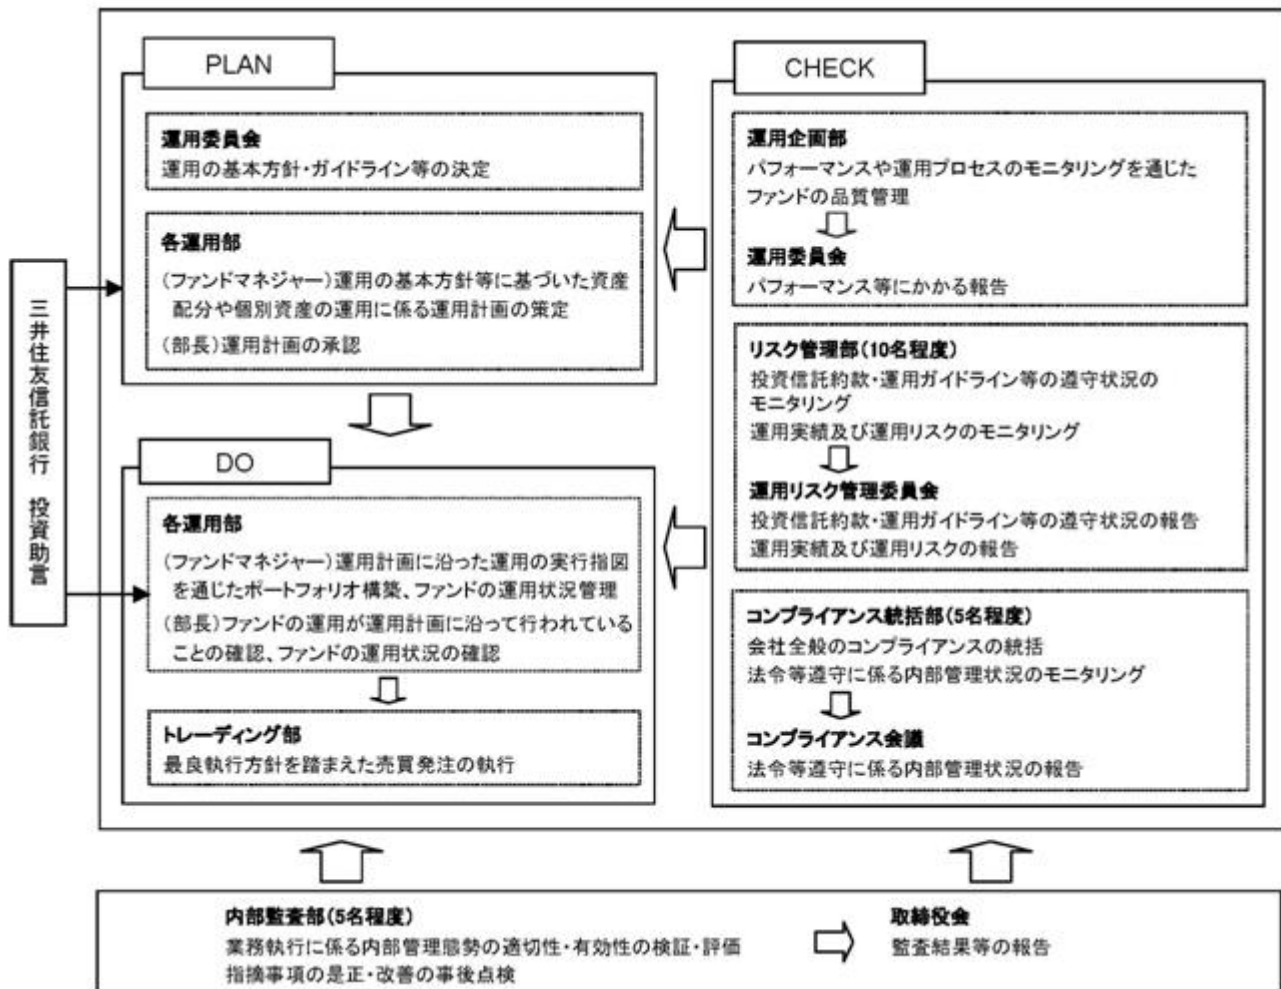 PLAN
運用委員会
運用の基本方針・ガイドライン等の決定
各運用部
(ファンドマネジャー)運用の基本方針等に基づいた資産
配分や個別資産の運用に係る運用計画の策定
(部長)運用計画の承認
三井住友信託銀行 投資助言
DO
各運用部
(ファンドマネジャー)運用計画に沿った運用の実行指図
を通じたポートフォリオ構築、ファンドの運用状況管理
(部長)ファンドの運用が運用計画に沿って行われている
ことの確認、ファンドの運用状況の確認
トレーディング部
最良執行方針を踏まえた売買発注の執行
CHECK
運用企画部
パフォーマンスや運用プロセスのモニタリングを通じた
ファンドの品質管理
運用委員会
パフォーマンス等にかかる報告
リスク管理部(10名程度)
投資信託約款・運用ガイドライン等の遵守状況の
モニタリング
運用実績及び運用リスクのモニタリング
運用リスク管理委員会
投資信託約款・運用ガイドライン等の遵守状況の報告
運用実績及び運用リスクの報告
コンプライアンス統括部(5名程度)
会社全般のコンプライアンスの統括
法令等遵守に係る内部管理状況のモニタリング
コンプライアンス会議
法令等遵守に係る内部管理状況の報告
内部監査部(5名程度)
業務執行に係る内部管理態勢の適切性・有効性の検証・評価
指摘事項の是正・改善の事後点検
取締役会
監査結果等の報告